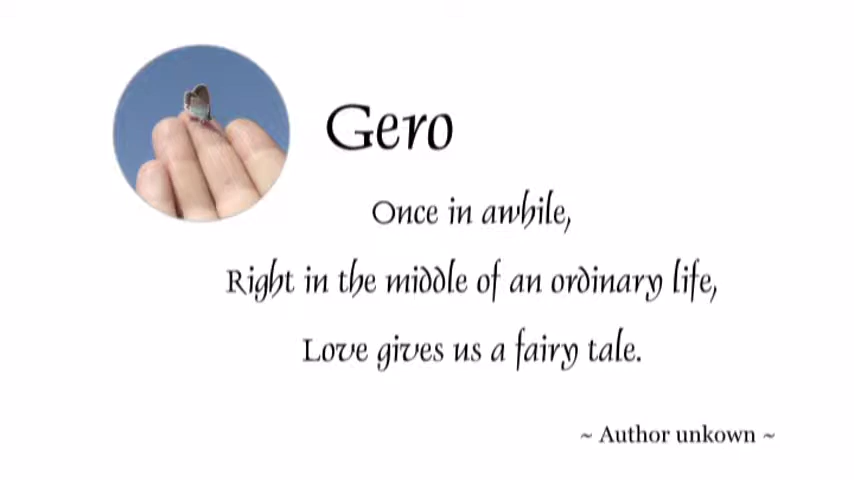 Gero
Once in awhile,
Right in the middle of an ordinary life,
Love gives us a fairy tale.
~ Author unkown ~